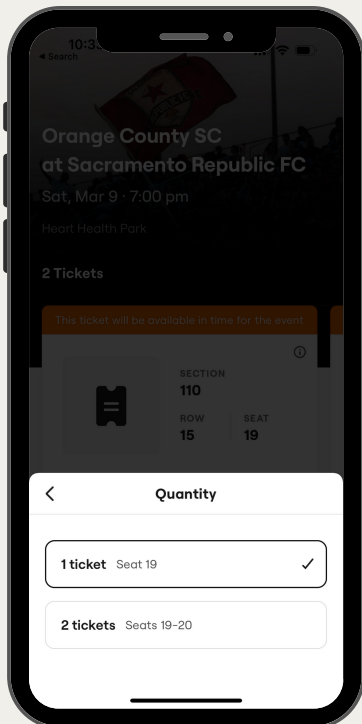 10:33
◀ Search
Orange County SC
at Sacramento Republic FC
Sat, Mar 9 · 7:00 pm
Heart Health Park
2 Tickets
This ticket will be available in time for the event
SECTION
110
ROW SEAT
15 19
Quantity
1 ticket Seat 19
2 tickets Seats 19-20